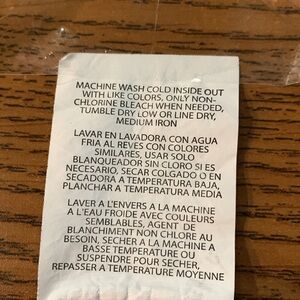 MACHINE WASH COLD INSIDE OUT
WITH LIKE COLORS, ONLY NON-
CHLORINE BLEACH WHEN NEEDED,
TUMBLE DRY LOW OR LINE DRY,
MEDIUM IRON
LAVAR EN LAVADORA CON AGUA
FRIA AL REVES CON COLORES
SIMILARES, USAR SOLO
BLANQUEADOR SIN CLORO SI ES
NECESARIO, SECAR COLGADO O EN
SECADORA A TEMPERATURA BAJA,
PLANCHAR A TEMPERATURA MEDIA
LAVER A L'ENVERS A LA MACHINE
A L'EAU FROIDE AVEC COULEURS
SEMBLABLES, AGENT DE
BLANCHIMENT NON CHLORE AU
BESOIN, SECHER A LA MACHINE A
BASSE TEMPERATURE OU
SUSPENDRE POUR SECHER,
REPASSER A TEMPERATURE MOYENNE